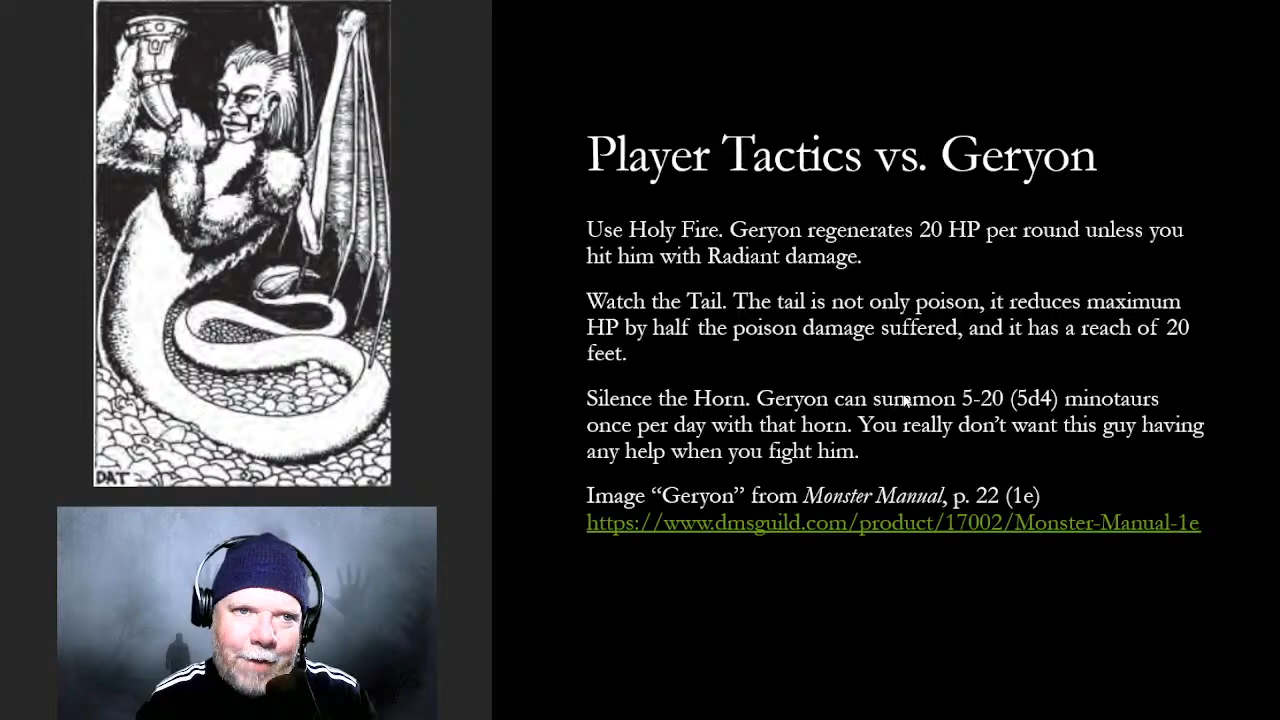 Player Tactics vs. Geryon
Use Holy Fire. Geryon regenerates 20 HP per round unless you
hit him with Radiant damage.
Watch the Tail. The tail is not only poison, it reduces maximum
HP by half the poison damage suffered, and it has a reach of 20
feet.
Silence the Horn. Geryon can summon 5-20 (5d4) minotaurs
once per day with that horn. You really don’t want this guy having
any help when you fight him.
Image “Geryon” from Monster Manual, p. 22 (1e)
https://www.dmsguild.com/product/17002/Monster-Manual-1e
DAT